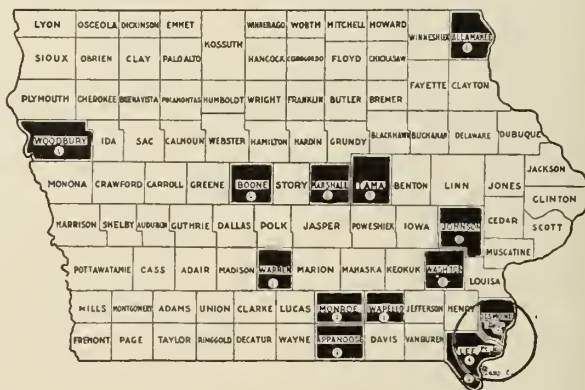 LYON OSCEOLA DICKINSON EMMET WINNEBAGO WORTH MITCHELL HOWARD WINNESHIEK ALLAMAKEE
KOSSUTH
SIOUX OBRIEN CLAY PALO ALTO HANCOCK FLOYD CHICKASAW
FAYETTE CLAYTON
PLYMOUTH CHEROKEE BUENA VISTA POCAHONTAS HUMBOLDT WRIGHT FRANKLIN BUTLER BREMER
WOODBURY IDA SAC CALHOUN WEBSTER HAMILTON HARDIN GRUNDY BLACKHAWK BUCHANAN DELAWARE DUBUQUE
MONONA CRAWFORD CARROLL GREENE BOONE STORY MARSHALL TAMA BENTON LINN JONES JACKSON
CLINTON
HARRISON SHELBY AUDUBON GUTHRIE DALLAS POLK JASPER POWESHIEK IOWA JOHNSON CEDAR SCOTT
MUSCATINE
POTTAWATAMIE CASS ADAIR MADISON WARREN MARION MAHASKA KEOKUK WASH'GTON LOUISA
MILLS MONTGOMERY ADAMS UNION CLARKE LUCAS MONROE WAPELLO JEFFERSON HENRY
FREMONT PAGE TAYLOR RINGGOLD DECATUR WAYNE APPANOOSE DAVIS VAN BUREN LEE